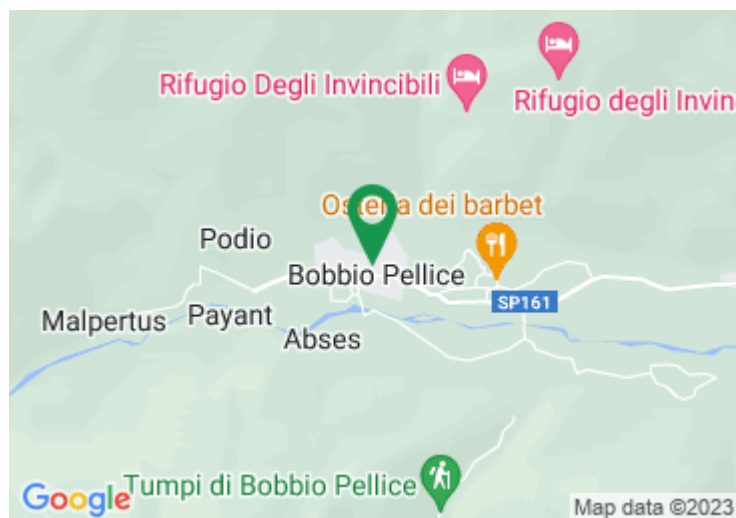 Rifugio Degli Invincibili
Rifugio degli Invin
Osteria dei barbet
Podio
Bobbio Pellice
SP161
Malpertus
Payant
Abses
Tumpi di Bobbio Pellice
Google
Map data ©2023